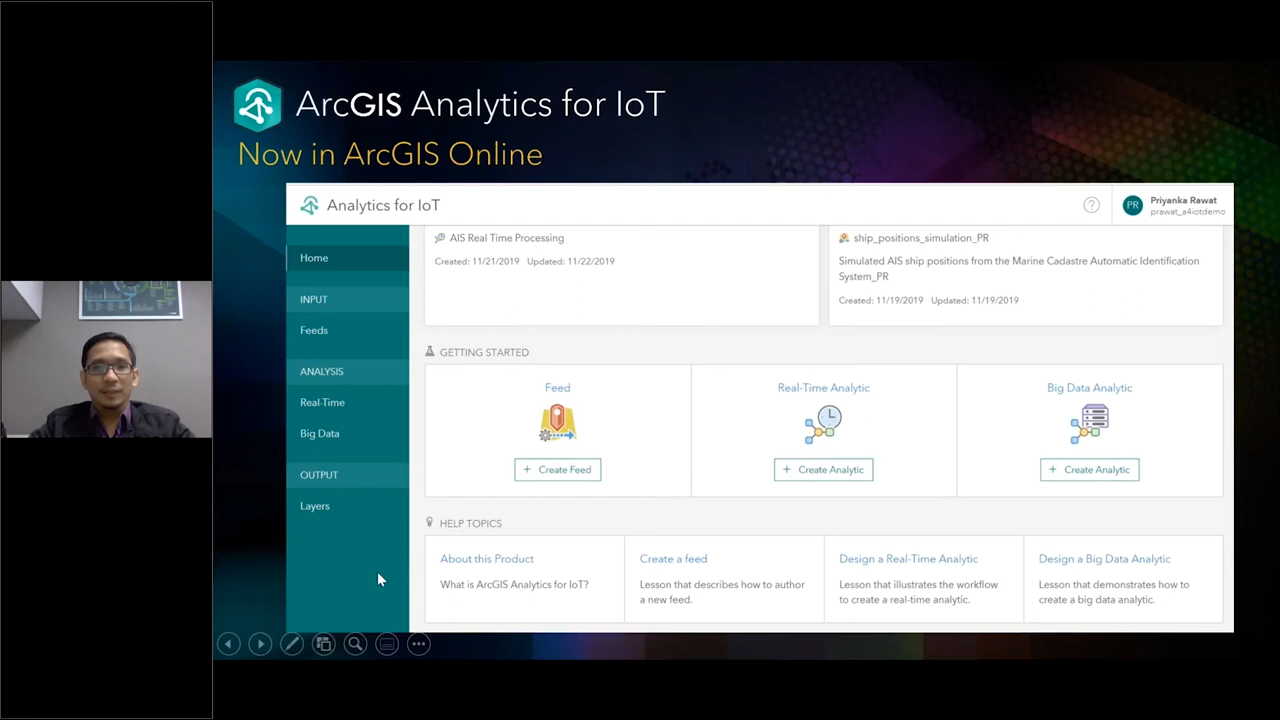 ArcGIS Analytics for IoT
Now in ArcGIS Online
Analytics for IoT
PR
Priyanka Rawat
prawat_a4iotdemo
Home
INPUT
Feeds
ANALYSIS
Real-Time
Big Data
OUTPUT
Layers
AIS Real Time Processing
Created: 11/21/2019 Updated: 11/22/2019
ship_positions_simulation_PR
Simulated AIS ship positions from the Marine Cadastre Automatic Identification
System_PR
Created: 11/19/2019 Updated: 11/19/2019
GETTING STARTED
Feed
+ Create Feed
Real-Time Analytic
+ Create Analytic
Big Data Analytic
+ Create Analytic
HELP TOPICS
About this Product
What is ArcGIS Analytics for IoT?
Create a feed
Lesson that describes how to author
a new feed.
Design a Real-Time Analytic
Lesson that illustrates the workflow
to create a real-time analytic.
Design a Big Data Analytic
Lesson that demonstrates how to
create a big data analytic.